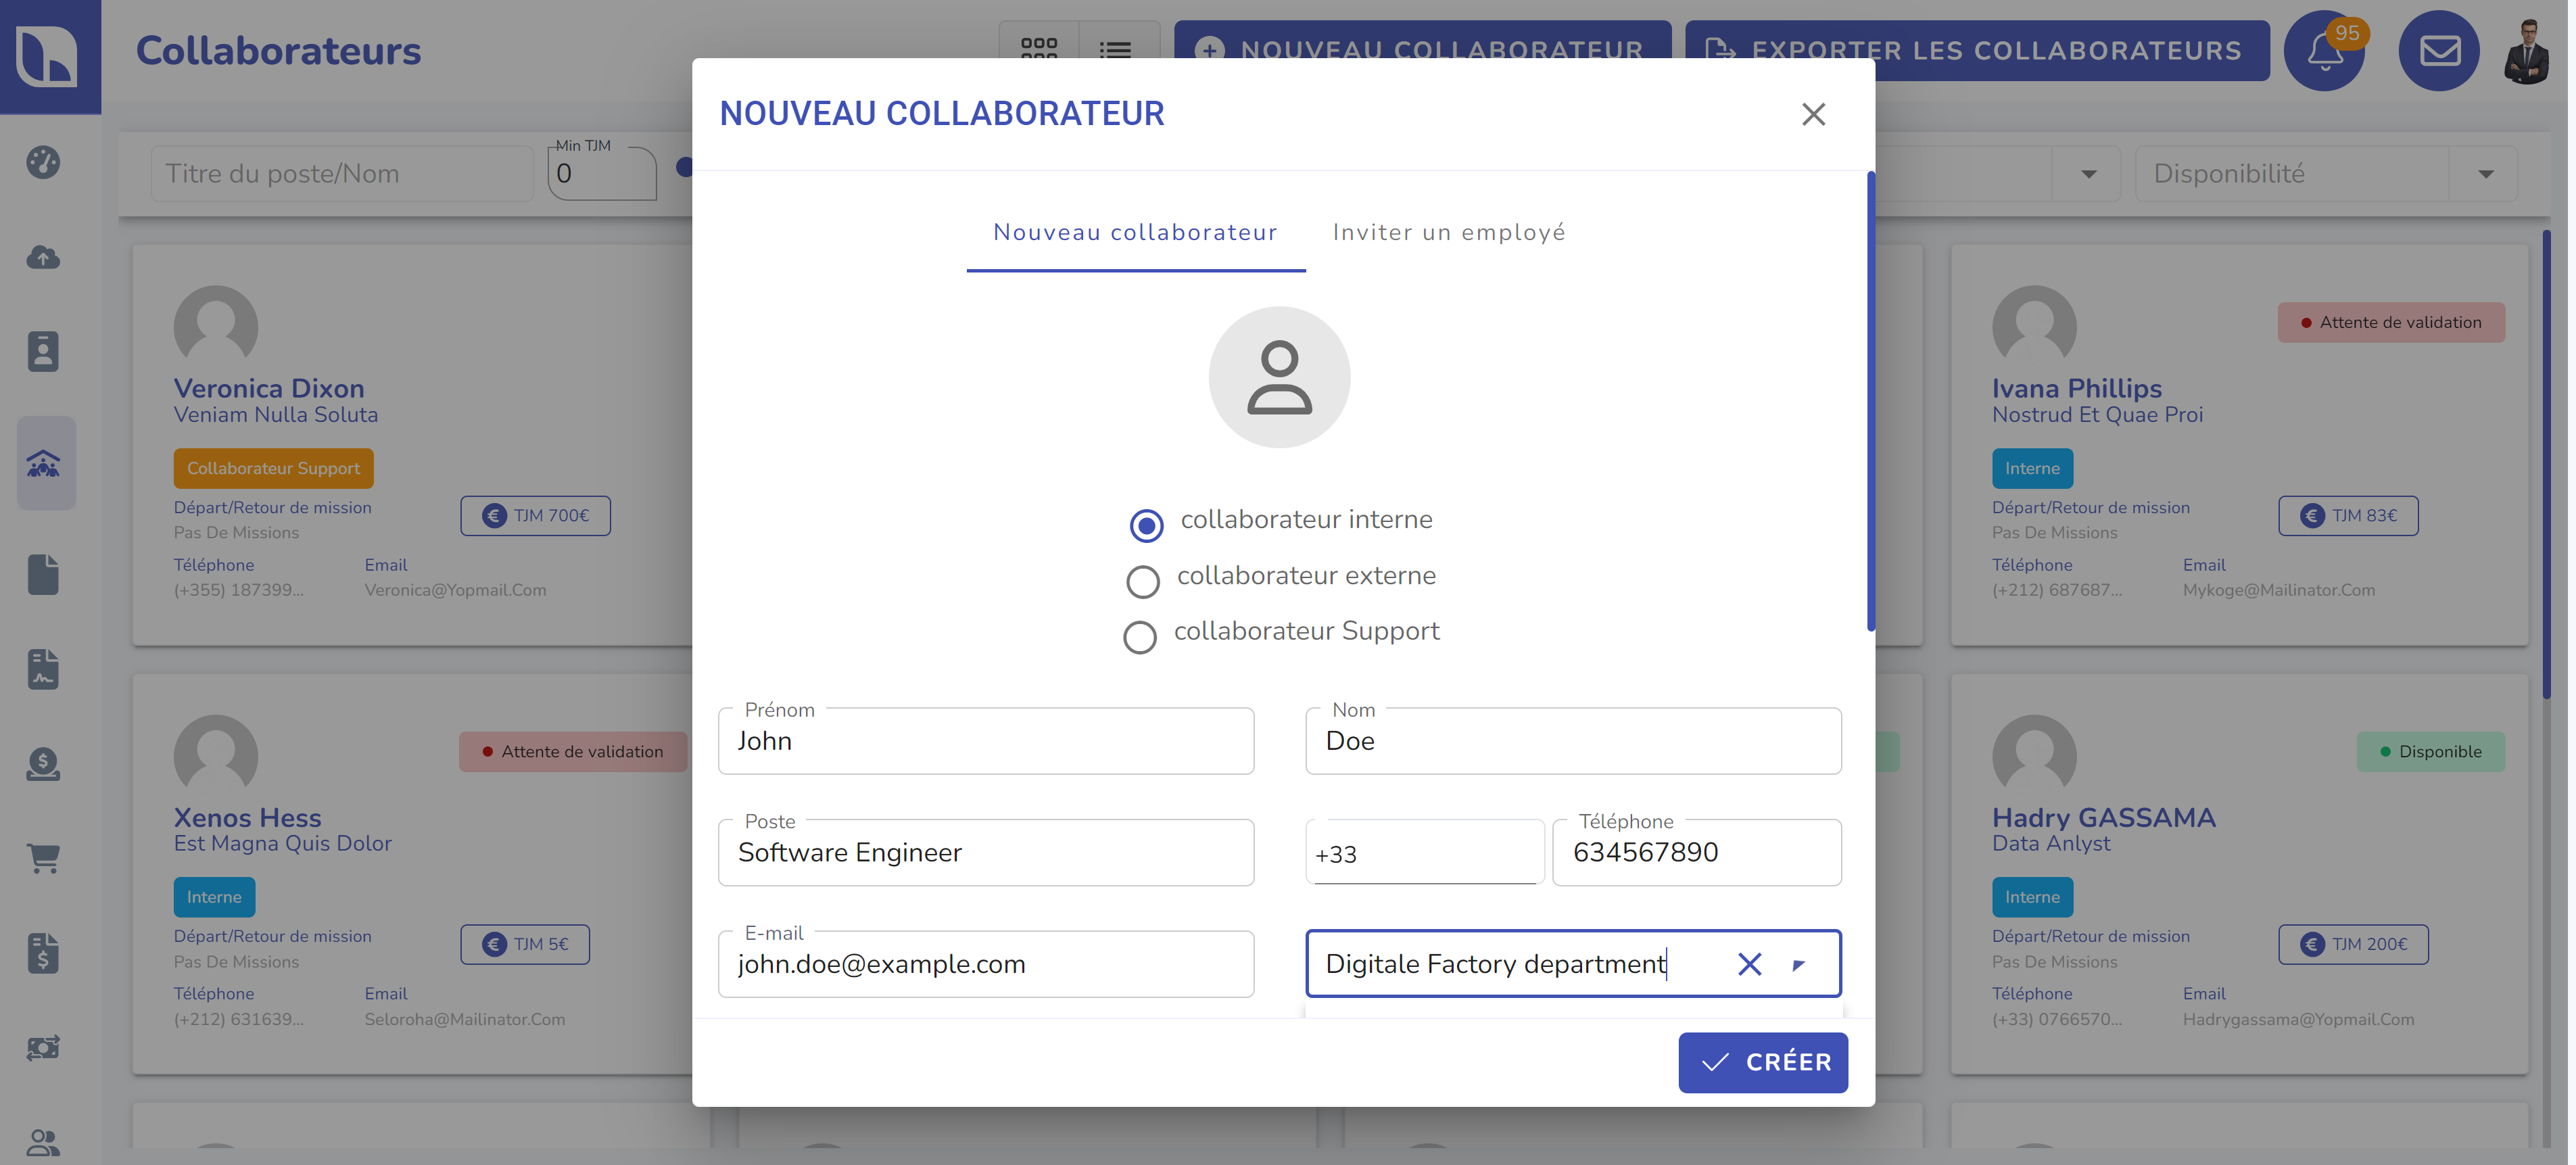 Collaborateurs
NOUVEAU COLLABORATEUR
EXPORTER LES COLLABORATEURS
95
Titre du poste/Nom
Min TJM
0
Disponibilité
Veronica Dixon
Veniam Nulla Soluta
Collaborateur Support
Départ/Retour de mission
Pas De Missions
TJM 700€
Téléphone
Email
(+355) 187399...
Veronica@Yopmail.Com
Attente de validation
Ivana Phillips
Nostrud Et Quae Proi
Interne
Départ/Retour de mission
Pas De Missions
TJM 83€
Téléphone
Email
(+212) 687687...
Mykoge@Mailinator.Com
Attente de validation
Xenos Hess
Est Magna Quis Dolor
Interne
Départ/Retour de mission
Pas De Missions
TJM 5€
Téléphone
Email
(+212) 631639...
Seloroha@Mailinator.Com
Disponible
Hadry GASSAMA
Data Anlyst
Interne
Départ/Retour de mission
Pas De Missions
TJM 200€
Téléphone
Email
(+33) 0766570...
Hadrygassama@Yopmail.Com
NOUVEAU COLLABORATEUR
Nouveau collaborateur
Inviter un employé
collaborateur interne
collaborateur externe
collaborateur Support
Prénom
John
Nom
Doe
Poste
Software Engineer
+33
Téléphone
634567890
E-mail
john.doe@example.com
Digitale Factory department
CRÉER